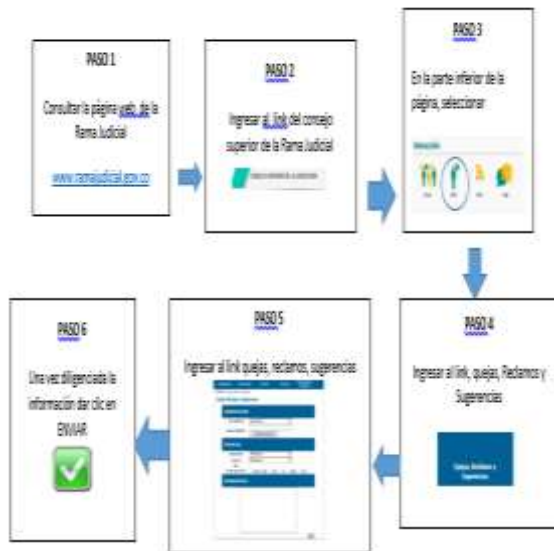 PASO 1
Consultar la página web de la
Rama Judicial
www.ramajudicial.gov.co
PASO 2
Ingresar al link del consejo
superior de la Rama Judicial
PASO 3
En la parte inferior de la
página, seleccionar
PASO 4
Ingresar al link, quejas, Reclamos y
Sugerencias
Quejas, Reclamos y
Sugerencias
PASO 5
Ingresar al link quejas, reclamos, sugerencias
PASO 6
Una vez diligenciada la
información dar clic en
ENVIAR